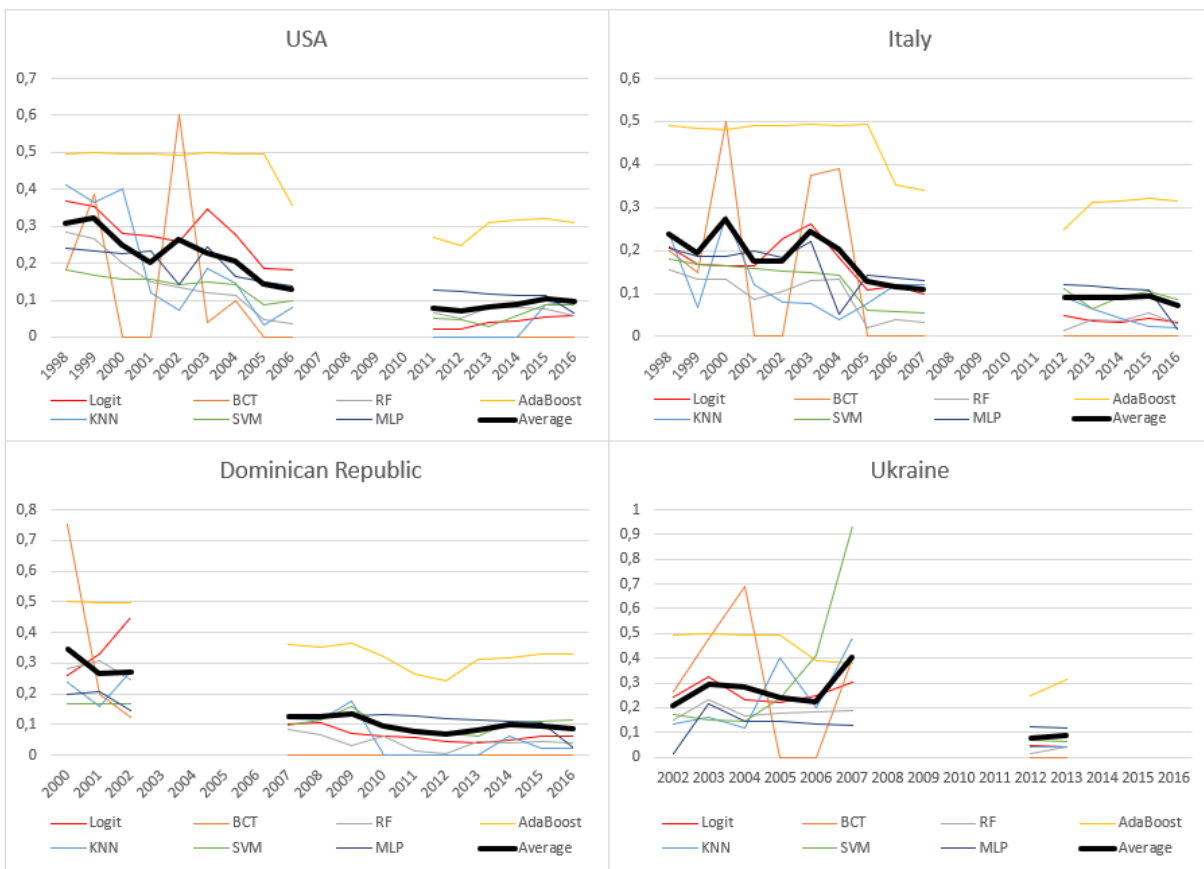 USA
0,7
0,6
0,5
0,4
0,3
0,2
0,1
0
1998 1999 2000 2001 2002 2003 2004 2005 2006 2007 2008 2009 2010 2011 2012 2013 2014 2015 2016
Logit BCT RF AdaBoost
KNN SVM MLP Average
Italy
0,6
0,5
0,4
0,3
0,2
0,1
0
1998 1999 2000 2001 2002 2003 2004 2005 2006 2007 2008 2009 2010 2011 2012 2013 2014 2015 2016
Logit BCT RF AdaBoost
KNN SVM MLP Average
Dominican Republic
0,8
0,7
0,6
0,5
0,4
0,3
0,2
0,1
0
2000 2001 2002 2003 2004 2005 2006 2007 2008 2009 2010 2011 2012 2013 2014 2015 2016
Logit BCT RF AdaBoost
KNN SVM MLP Average
Ukraine
1
0,9
0,8
0,7
0,6
0,5
0,4
0,3
0,2
0,1
0
2002 2003 2004 2005 2006 2007 2008 2009 2010 2011 2012 2013 2014 2015 2016
Logit BCT RF AdaBoost
KNN SVM MLP Average